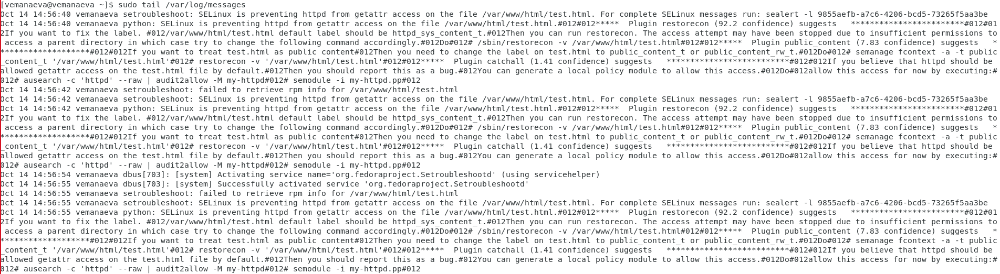 [vemanaeva@vemanaeva ~]$ sudo tail /var/log/messages
Oct 14 14:56:40 vemanaeva setroubleshoot: SELinux is preventing httpd from getattr access on the file /var/www/html/test.html. For complete SELinux messages run: sealert -l 9855aefb-a7c6-4206-bcd5-73265f5aa3be
Oct 14 14:56:40 vemanaeva python: SELinux is preventing httpd from getattr access on the file /var/www/html/test.html.#012#012*****  Plugin restorecon (92.2 confidence) suggests   ************************#012#01
2If you want to fix the label. #012/var/www/html/test.html default label should be httpd_sys_content_t.#012Then you can run restorecon. The access attempt may have been stopped due to insufficient permissions to
 access a parent directory in which case try to change the following command accordingly.#012Do#012# /sbin/restorecon -v /var/www/html/test.html#012#012*****  Plugin public_content (7.83 confidence) suggests   *
*******************#012#012If you want to treat test.html as public content#012Then you need to change the label on test.html to public_content_t or public_content_rw_t.#012Do#012# semanage fcontext -a -t public
_content_t '/var/www/html/test.html'#012# restorecon -v '/var/www/html/test.html'#012#012*****  Plugin catchall (1.41 confidence) suggests   **************************#012#012If you believe that httpd should be
allowed getattr access on the test.html file by default.#012Then you should report this as a bug.#012You can generate a local policy module to allow this access.#012Do#012allow this access for now by executing:#
012# ausearch -c 'httpd' --raw | audit2allow -M my-httpd#012# semodule -i my-httpd.pp#012
Oct 14 14:56:42 vemanaeva setroubleshoot: failed to retrieve rpm info for /var/www/html/test.html
Oct 14 14:56:42 vemanaeva setroubleshoot: SELinux is preventing httpd from getattr access on the file /var/www/html/test.html. For complete SELinux messages run: sealert -l 9855aefb-a7c6-4206-bcd5-73265f5aa3be
Oct 14 14:56:42 vemanaeva python: SELinux is preventing httpd from getattr access on the file /var/www/html/test.html.#012#012*****  Plugin restorecon (92.2 confidence) suggests   ************************#012#01
2If you want to fix the label. #012/var/www/html/test.html default label should be httpd_sys_content_t.#012Then you can run restorecon. The access attempt may have been stopped due to insufficient permissions to
 access a parent directory in which case try to change the following command accordingly.#012Do#012# /sbin/restorecon -v /var/www/html/test.html#012#012*****  Plugin public_content (7.83 confidence) suggests   *
*******************#012#012If you want to treat test.html as public content#012Then you need to change the label on test.html to public_content_t or public_content_rw_t.#012Do#012# semanage fcontext -a -t public
_content_t '/var/www/html/test.html'#012# restorecon -v '/var/www/html/test.html'#012#012*****  Plugin catchall (1.41 confidence) suggests   **************************#012#012If you believe that httpd should be
allowed getattr access on the test.html file by default.#012Then you should report this as a bug.#012You can generate a local policy module to allow this access.#012Do#012allow this access for now by executing:#
012# ausearch -c 'httpd' --raw | audit2allow -M my-httpd#012# semodule -i my-httpd.pp#012
Oct 14 14:56:54 vemanaeva dbus[703]: [system] Activating service name='org.fedoraproject.Setroubleshootd' (using servicehelper)
Oct 14 14:56:55 vemanaeva dbus[703]: [system] Successfully activated service 'org.fedoraproject.Setroubleshootd'
Oct 14 14:56:55 vemanaeva setroubleshoot: failed to retrieve rpm info for /var/www/html/test.html
Oct 14 14:56:55 vemanaeva setroubleshoot: SELinux is preventing httpd from getattr access on the file /var/www/html/test.html. For complete SELinux messages run: sealert -l 9855aefb-a7c6-4206-bcd5-73265f5aa3be
Oct 14 14:56:55 vemanaeva python: SELinux is preventing httpd from getattr access on the file /var/www/html/test.html.#012#012*****  Plugin restorecon (92.2 confidence) suggests   ************************#012#01
2If you want to fix the label. #012/var/www/html/test.html default label should be httpd_sys_content_t.#012Then you can run restorecon. The access attempt may have been stopped due to insufficient permissions to
 access a parent directory in which case try to change the following command accordingly.#012Do#012# /sbin/restorecon -v /var/www/html/test.html#012#012*****  Plugin public_content (7.83 confidence) suggests   *
*******************#012#012If you want to treat test.html as public content#012Then you need to change the label on test.html to public_content_t or public_content_rw_t.#012Do#012# semanage fcontext -a -t public
_content_t '/var/www/html/test.html'#012# restorecon -v '/var/www/html/test.html'#012#012*****  Plugin catchall (1.41 confidence) suggests   **************************#012#012If you believe that httpd should be
allowed getattr access on the test.html file by default.#012Then you should report this as a bug.#012You can generate a local policy module to allow this access.#012Do#012allow this access for now by executing:#
012# ausearch -c 'httpd' --raw | audit2allow -M my-httpd#012# semodule -i my-httpd.pp#012